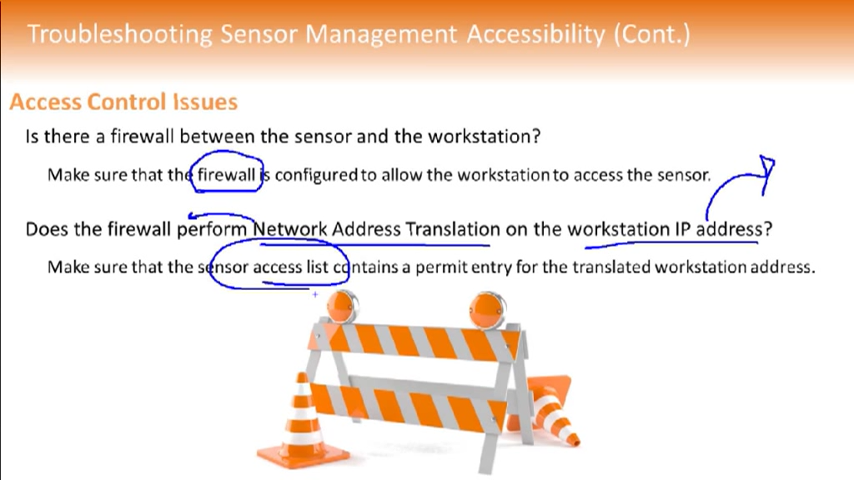 Troubleshooting Sensor Management Accessibility (Cont.)
Access Control Issues
Is there a firewall between the sensor and the workstation?
Make sure that the firewall is configured to allow the workstation to access the sensor.
Does the firewall perform Network Address Translation on the workstation IP address?
Make sure that the sensor access list contains a permit entry for the translated workstation address.